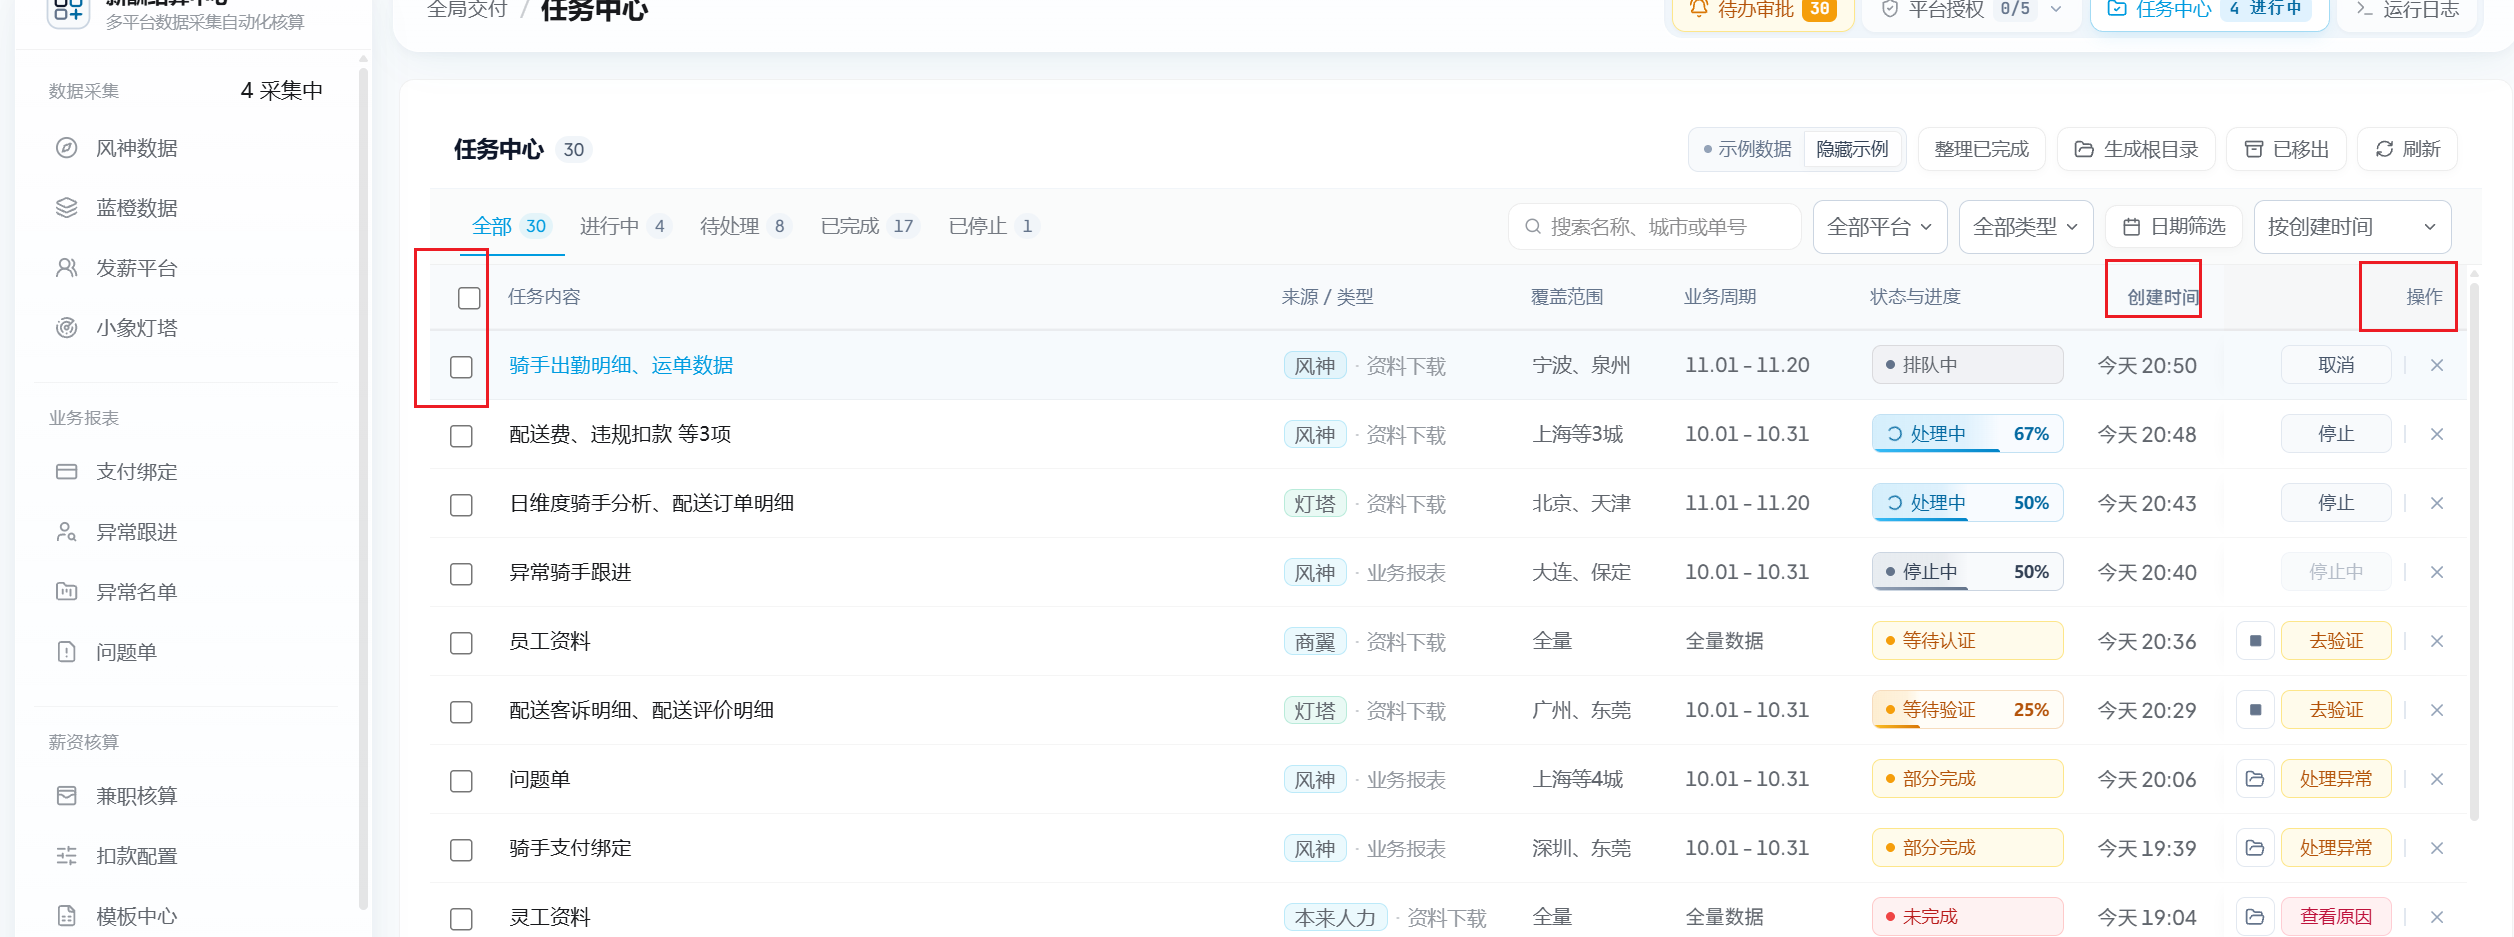 薪酬结算中心
多平台数据采集自动化核算
数据采集 4 采集中
风神数据
蓝橙数据
发薪平台
小象灯塔
业务报表
支付绑定
异常跟进
异常名单
问题单
薪资核算
兼职核算
扣款配置
模板中心
全局交付 / 任务中心
待办审批 30 平台授权 0/5 任务中心 4 进行中 运行日志
任务中心 30
示例数据 隐藏示例 整理已完成 生成根目录 已移出 刷新
全部 30 进行中 4 待处理 8 已完成 17 已停止 1
搜索名称、城市或单号 全部平台 全部类型 日期筛选 按创建时间
任务内容 来源 / 类型 覆盖范围 业务周期 状态与进度 创建时间 操作
骑手出勤明细、运单数据 风神 · 资料下载 宁波、泉州 11.01 – 11.20 排队中 今天 20:50 取消
配送费、违规扣款 等3项 风神 · 资料下载 上海等3城 10.01 – 10.31 处理中 67% 今天 20:48 停止
日维度骑手分析、配送订单明细 灯塔 · 资料下载 北京、天津 11.01 – 11.20 处理中 50% 今天 20:43 停止
异常骑手跟进 风神 · 业务报表 大连、保定 10.01 – 10.31 停止中 50% 今天 20:40 停止中
员工资料 商翼 · 资料下载 全量 全量数据 等待认证 今天 20:36 去验证
配送客诉明细、配送评价明细 灯塔 · 资料下载 广州、东莞 10.01 – 10.31 等待验证 25% 今天 20:29 去验证
问题单 风神 · 业务报表 上海等4城 10.01 – 10.31 部分完成 今天 20:06 处理异常
骑手支付绑定 风神 · 业务报表 深圳、东莞 10.01 – 10.31 部分完成 今天 19:39 处理异常
灵工资料 本来人力 · 资料下载 全量 全量数据 未完成 今天 19:04 查看原因